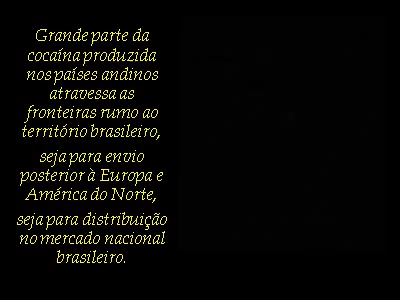 Grande parte da
cocaína produzida
nos países andinos
atravessa as
fronteiras rumo ao
território brasileiro,
seja para envio
posterior à Europa e
América do Norte,
seja para distribuição
no mercado nacional
brasileiro.